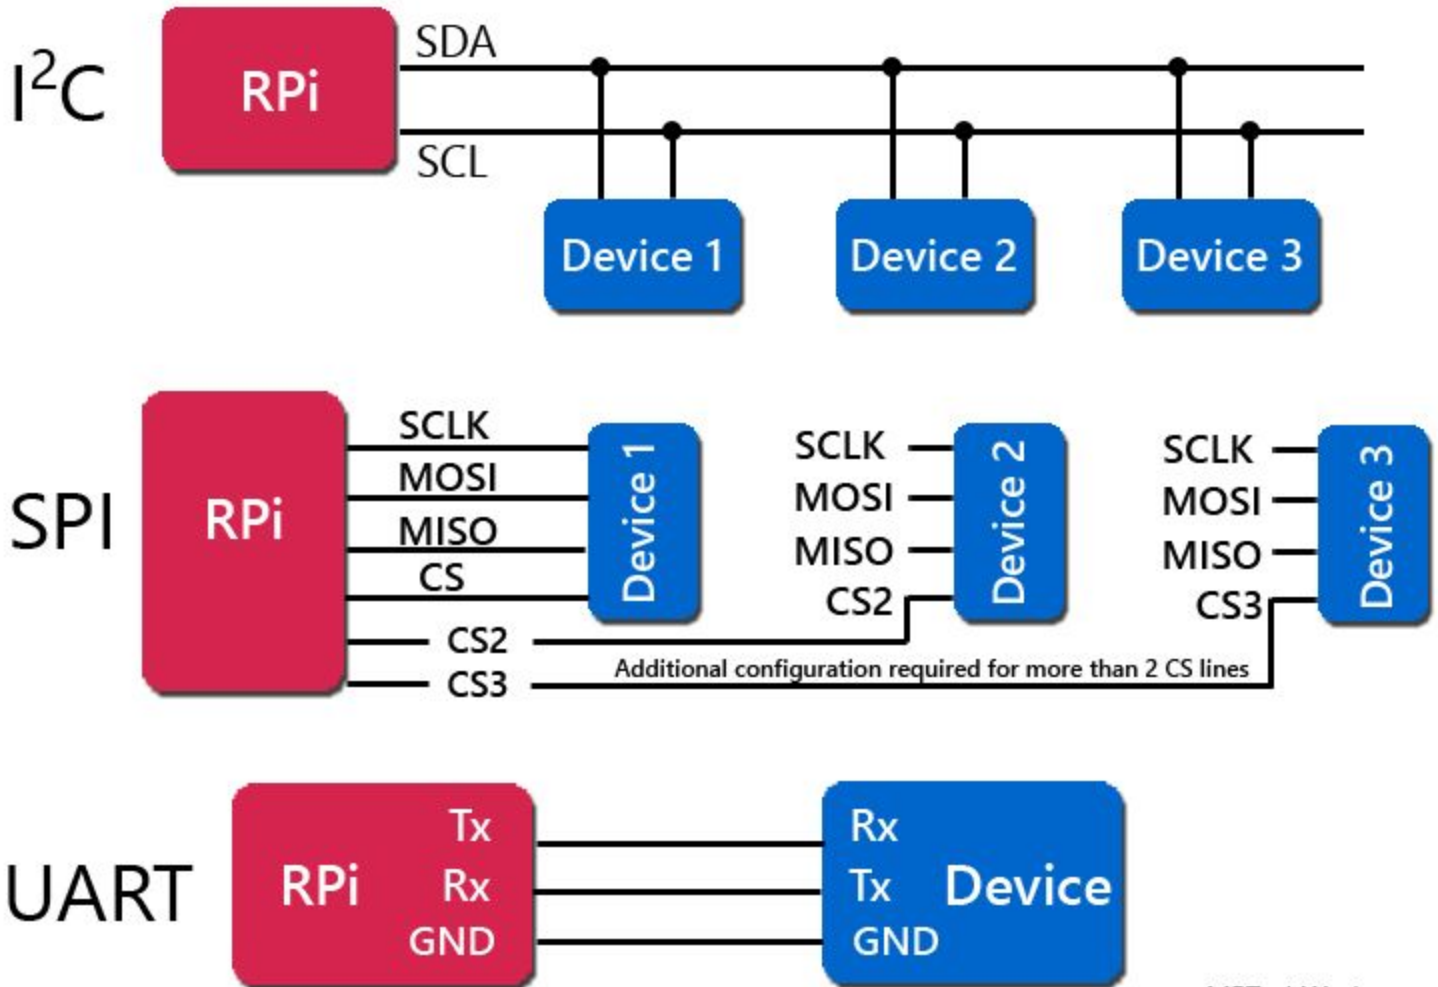 I²C
RPi
SDA
SCL
Device 1
Device 2
Device 3
SPI
RPi
SCLK
MOSI
MISO
CS
CS2
CS3
Device 1
SCLK
MOSI
MISO
CS2
Device 2
SCLK
MOSI
MISO
CS3
Device 3
Additional configuration required for more than 2 CS lines
UART
RPi
Tx
Rx
GND
Rx
Tx
GND
Device